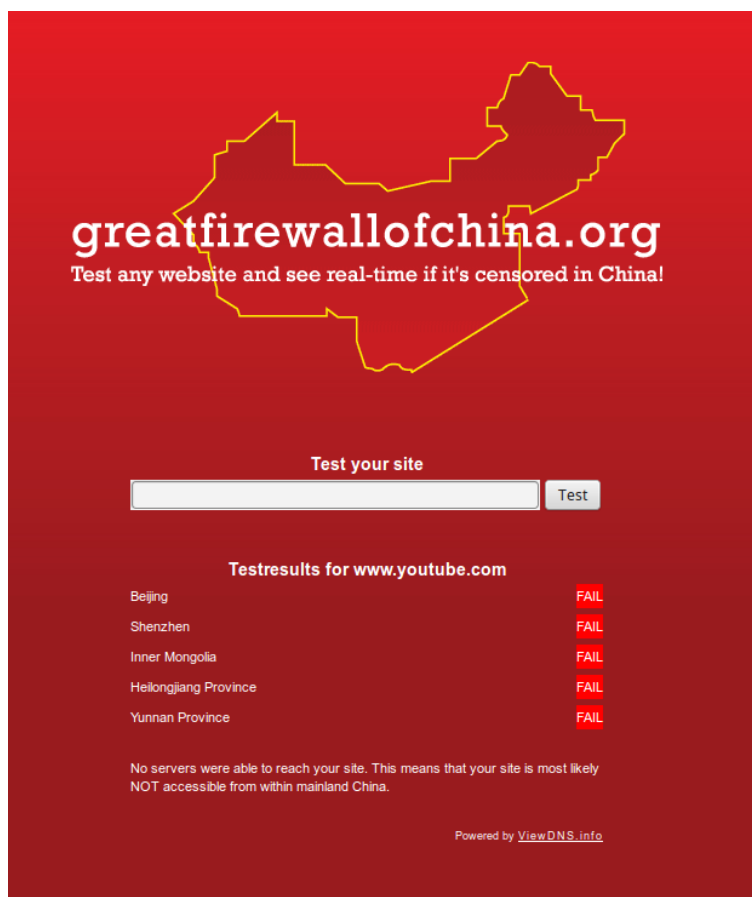 greatfirewallofchina.org
Test any website and see real-time if it's censored in China!
Test your site
Test
Testresults for www.youtube.com
Beijing FAIL
Shenzhen FAIL
Inner Mongolia FAIL
Heilongjiang Province FAIL
Yunnan Province FAIL
No servers were able to reach your site. This means that your site is most likely
NOT accessible from within mainland China.
Powered by ViewDNS.info